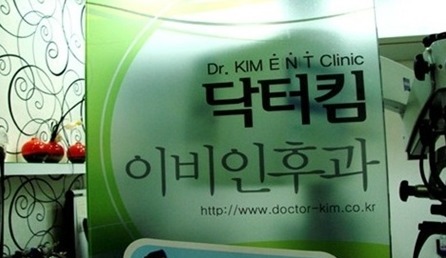 Dr. KIM E N T Clinic
닥터킴
이비인후과
http://www.doctor-kim.co.kr